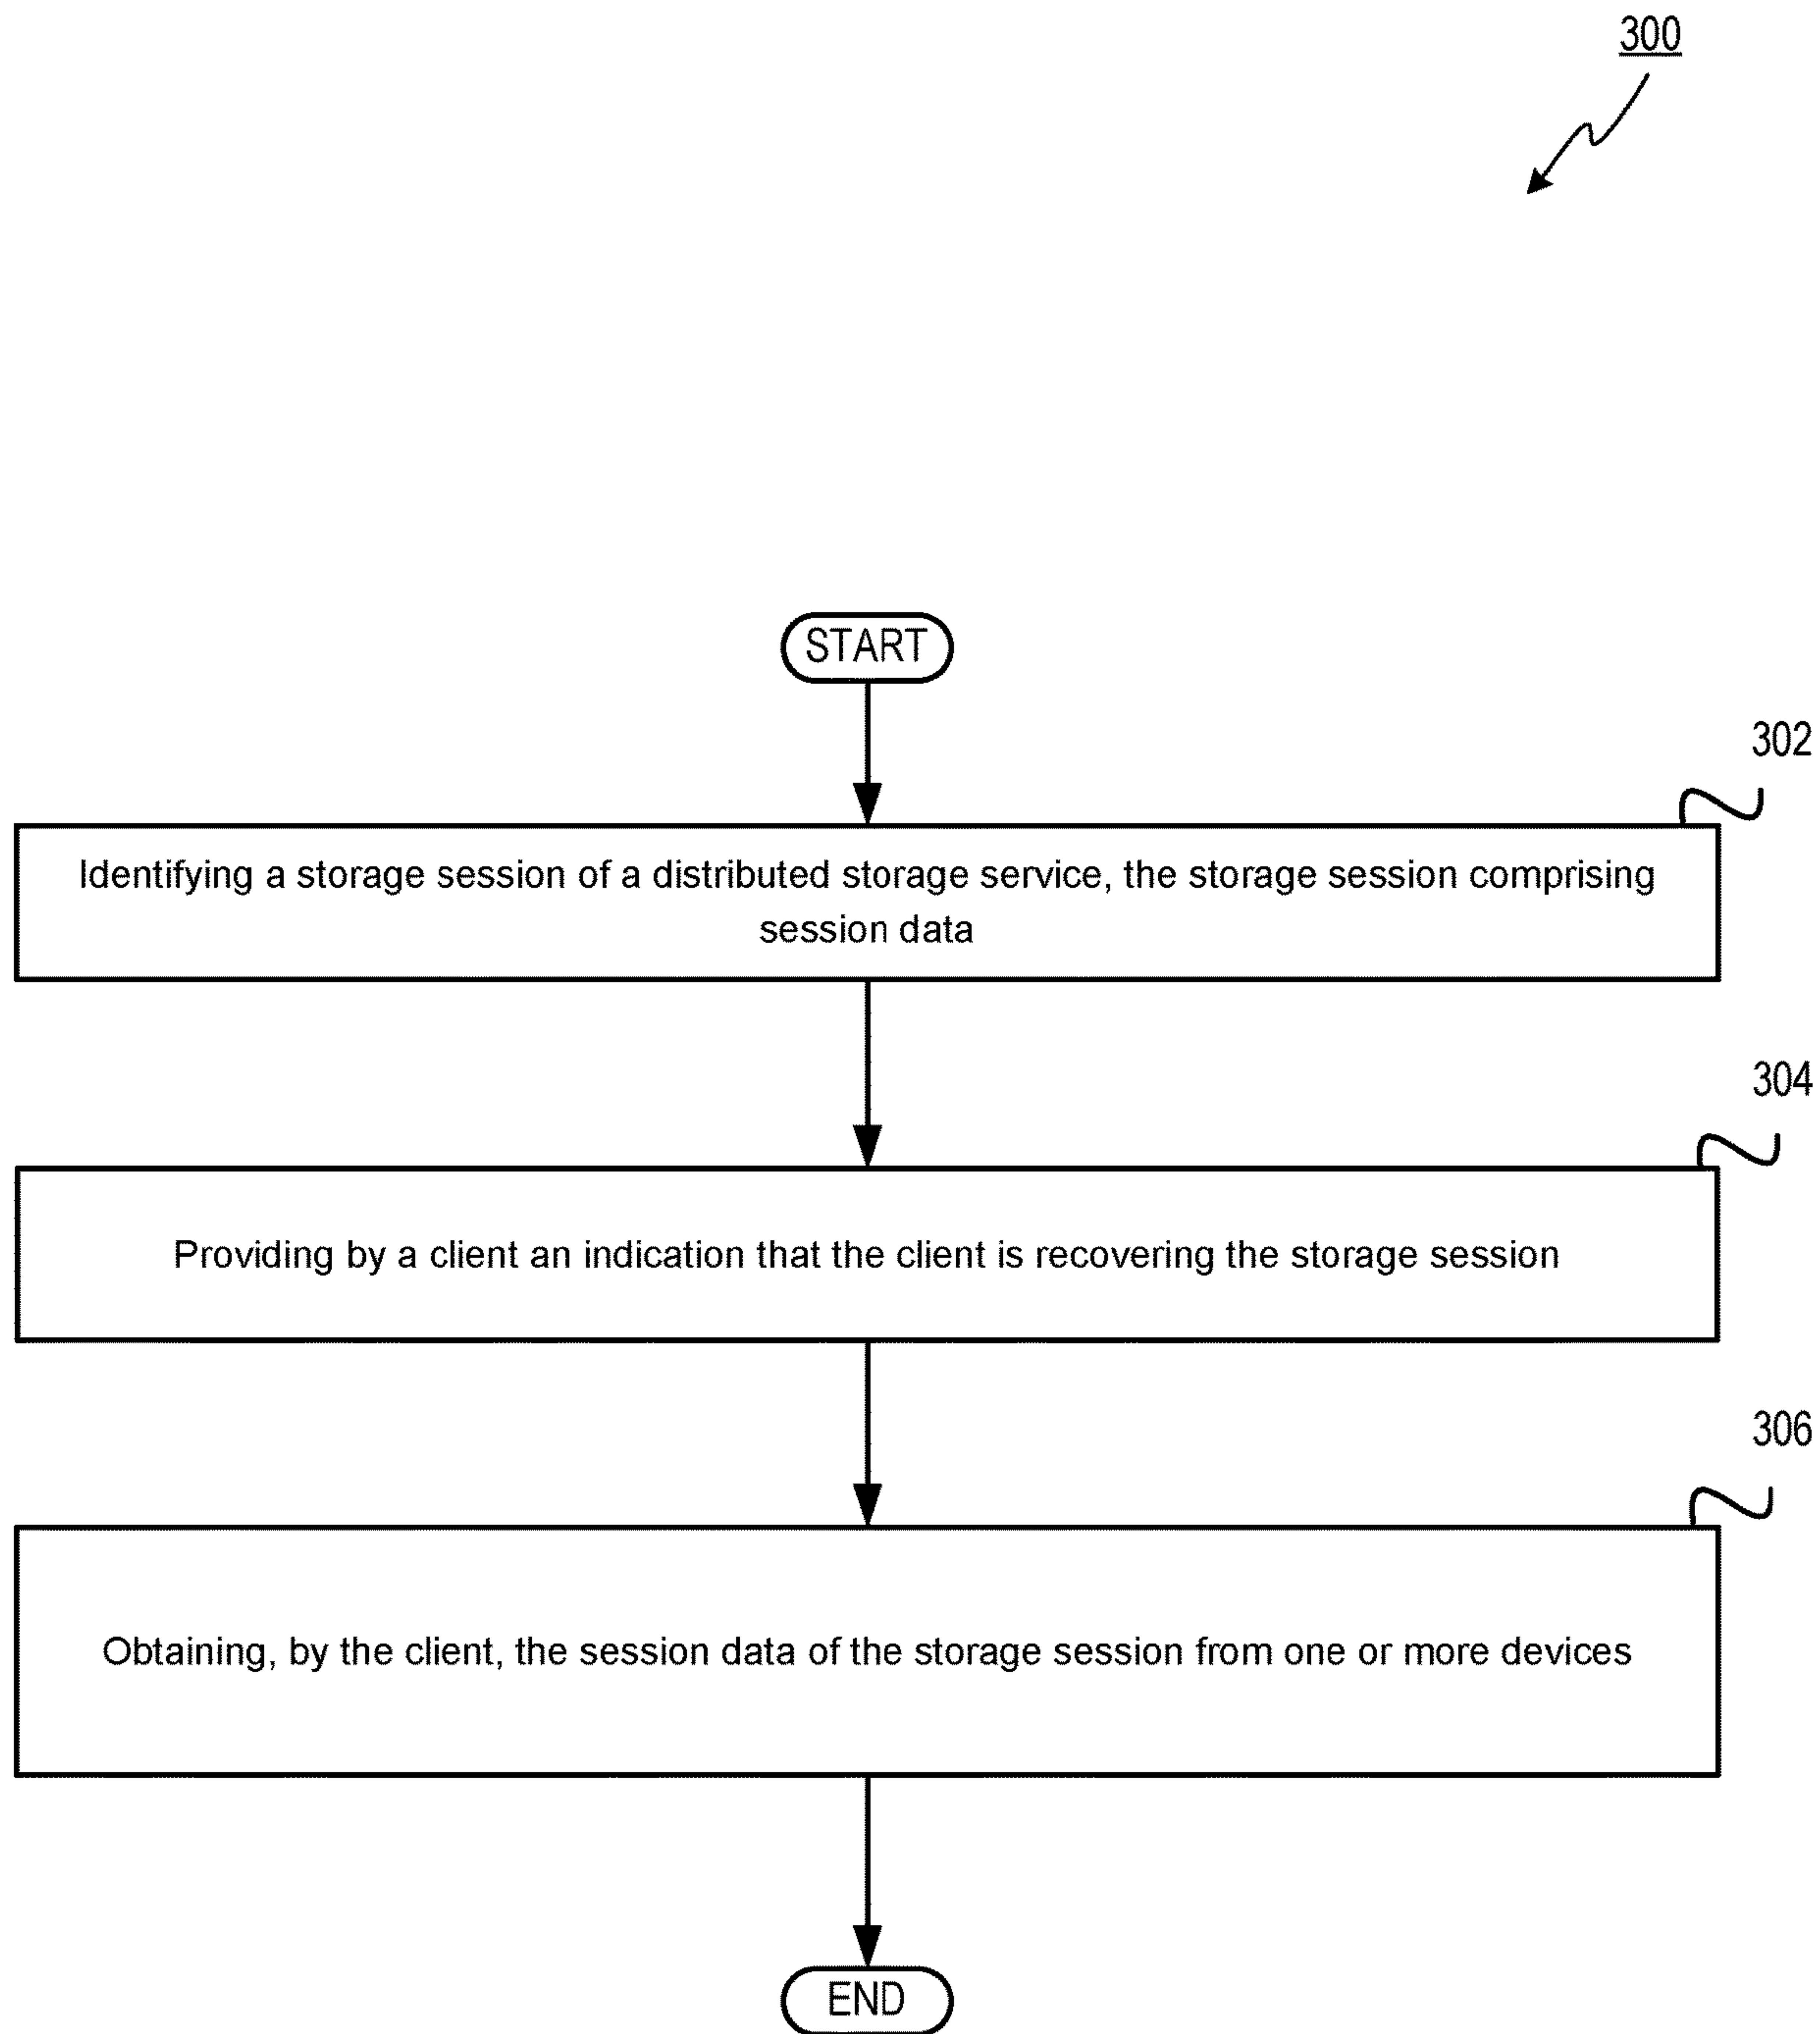 300
START
302
Identifying a storage session of a distributed storage service, the storage session comprising
session data
304
Providing by a client an indication that the client is recovering the storage session
306
Obtaining, by the client, the session data of the storage session from one or more devices
END